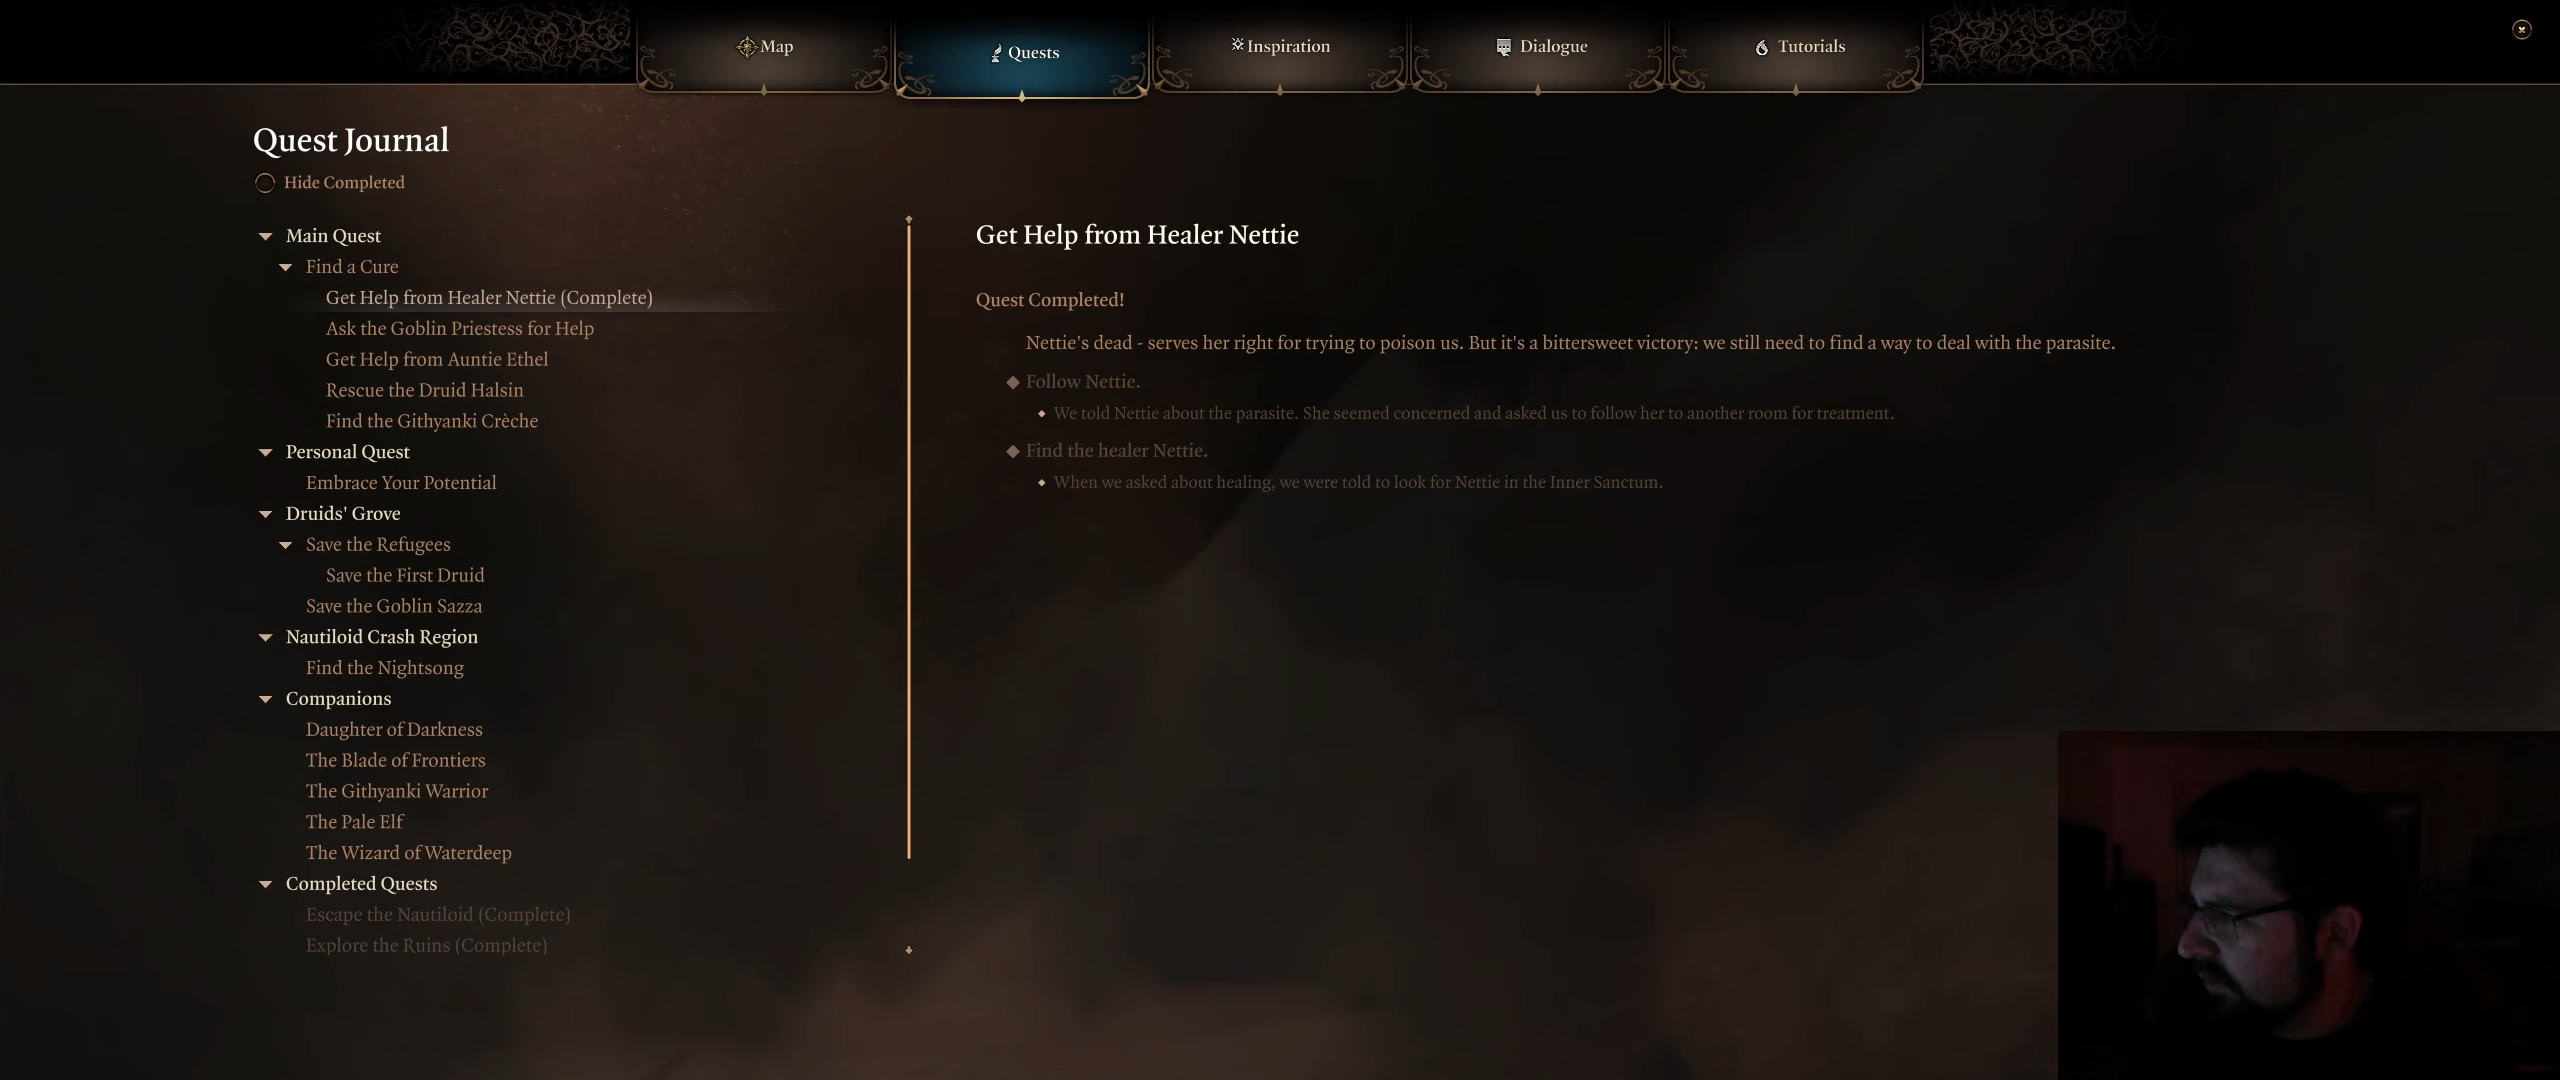 Map
Quests
Inspiration
Dialogue
Tutorials
Quest Journal
Hide Completed
Main Quest
Find a Cure
Get Help from Healer Nettie (Complete)
Ask the Goblin Priestess for Help
Get Help from Auntie Ethel
Rescue the Druid Halsin
Find the Githyanki Crèche
Personal Quest
Embrace Your Potential
Druids' Grove
Save the Refugees
Save the First Druid
Save the Goblin Sazza
Nautiloid Crash Region
Find the Nightsong
Companions
Daughter of Darkness
The Blade of Frontiers
The Githyanki Warrior
The Pale Elf
The Wizard of Waterdeep
Completed Quests
Escape the Nautiloid (Complete)
Explore the Ruins (Complete)
Get Help from Healer Nettie
Quest Completed!
Nettie's dead - serves her right for trying to poison us. But it's a bittersweet victory: we still need to find a way to deal with the parasite.
Follow Nettie.
We told Nettie about the parasite. She seemed concerned and asked us to follow her to another room for treatment.
Find the healer Nettie.
When we asked about healing, we were told to look for Nettie in the Inner Sanctum.